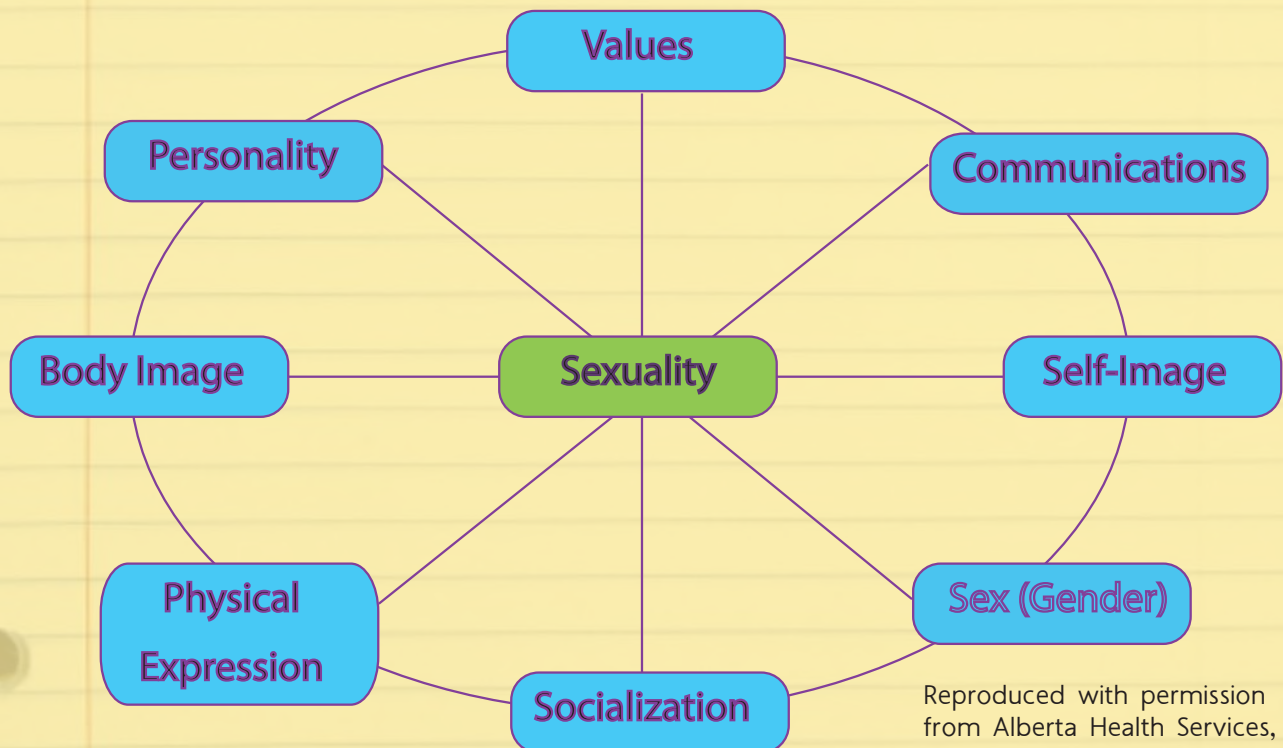 Values
Personality
Communications
Body Image
Sexuality
Self-Image
Physical
Expression
Sex (Gender)
Socialization
Reproduced with permission
from Alberta Health Services,